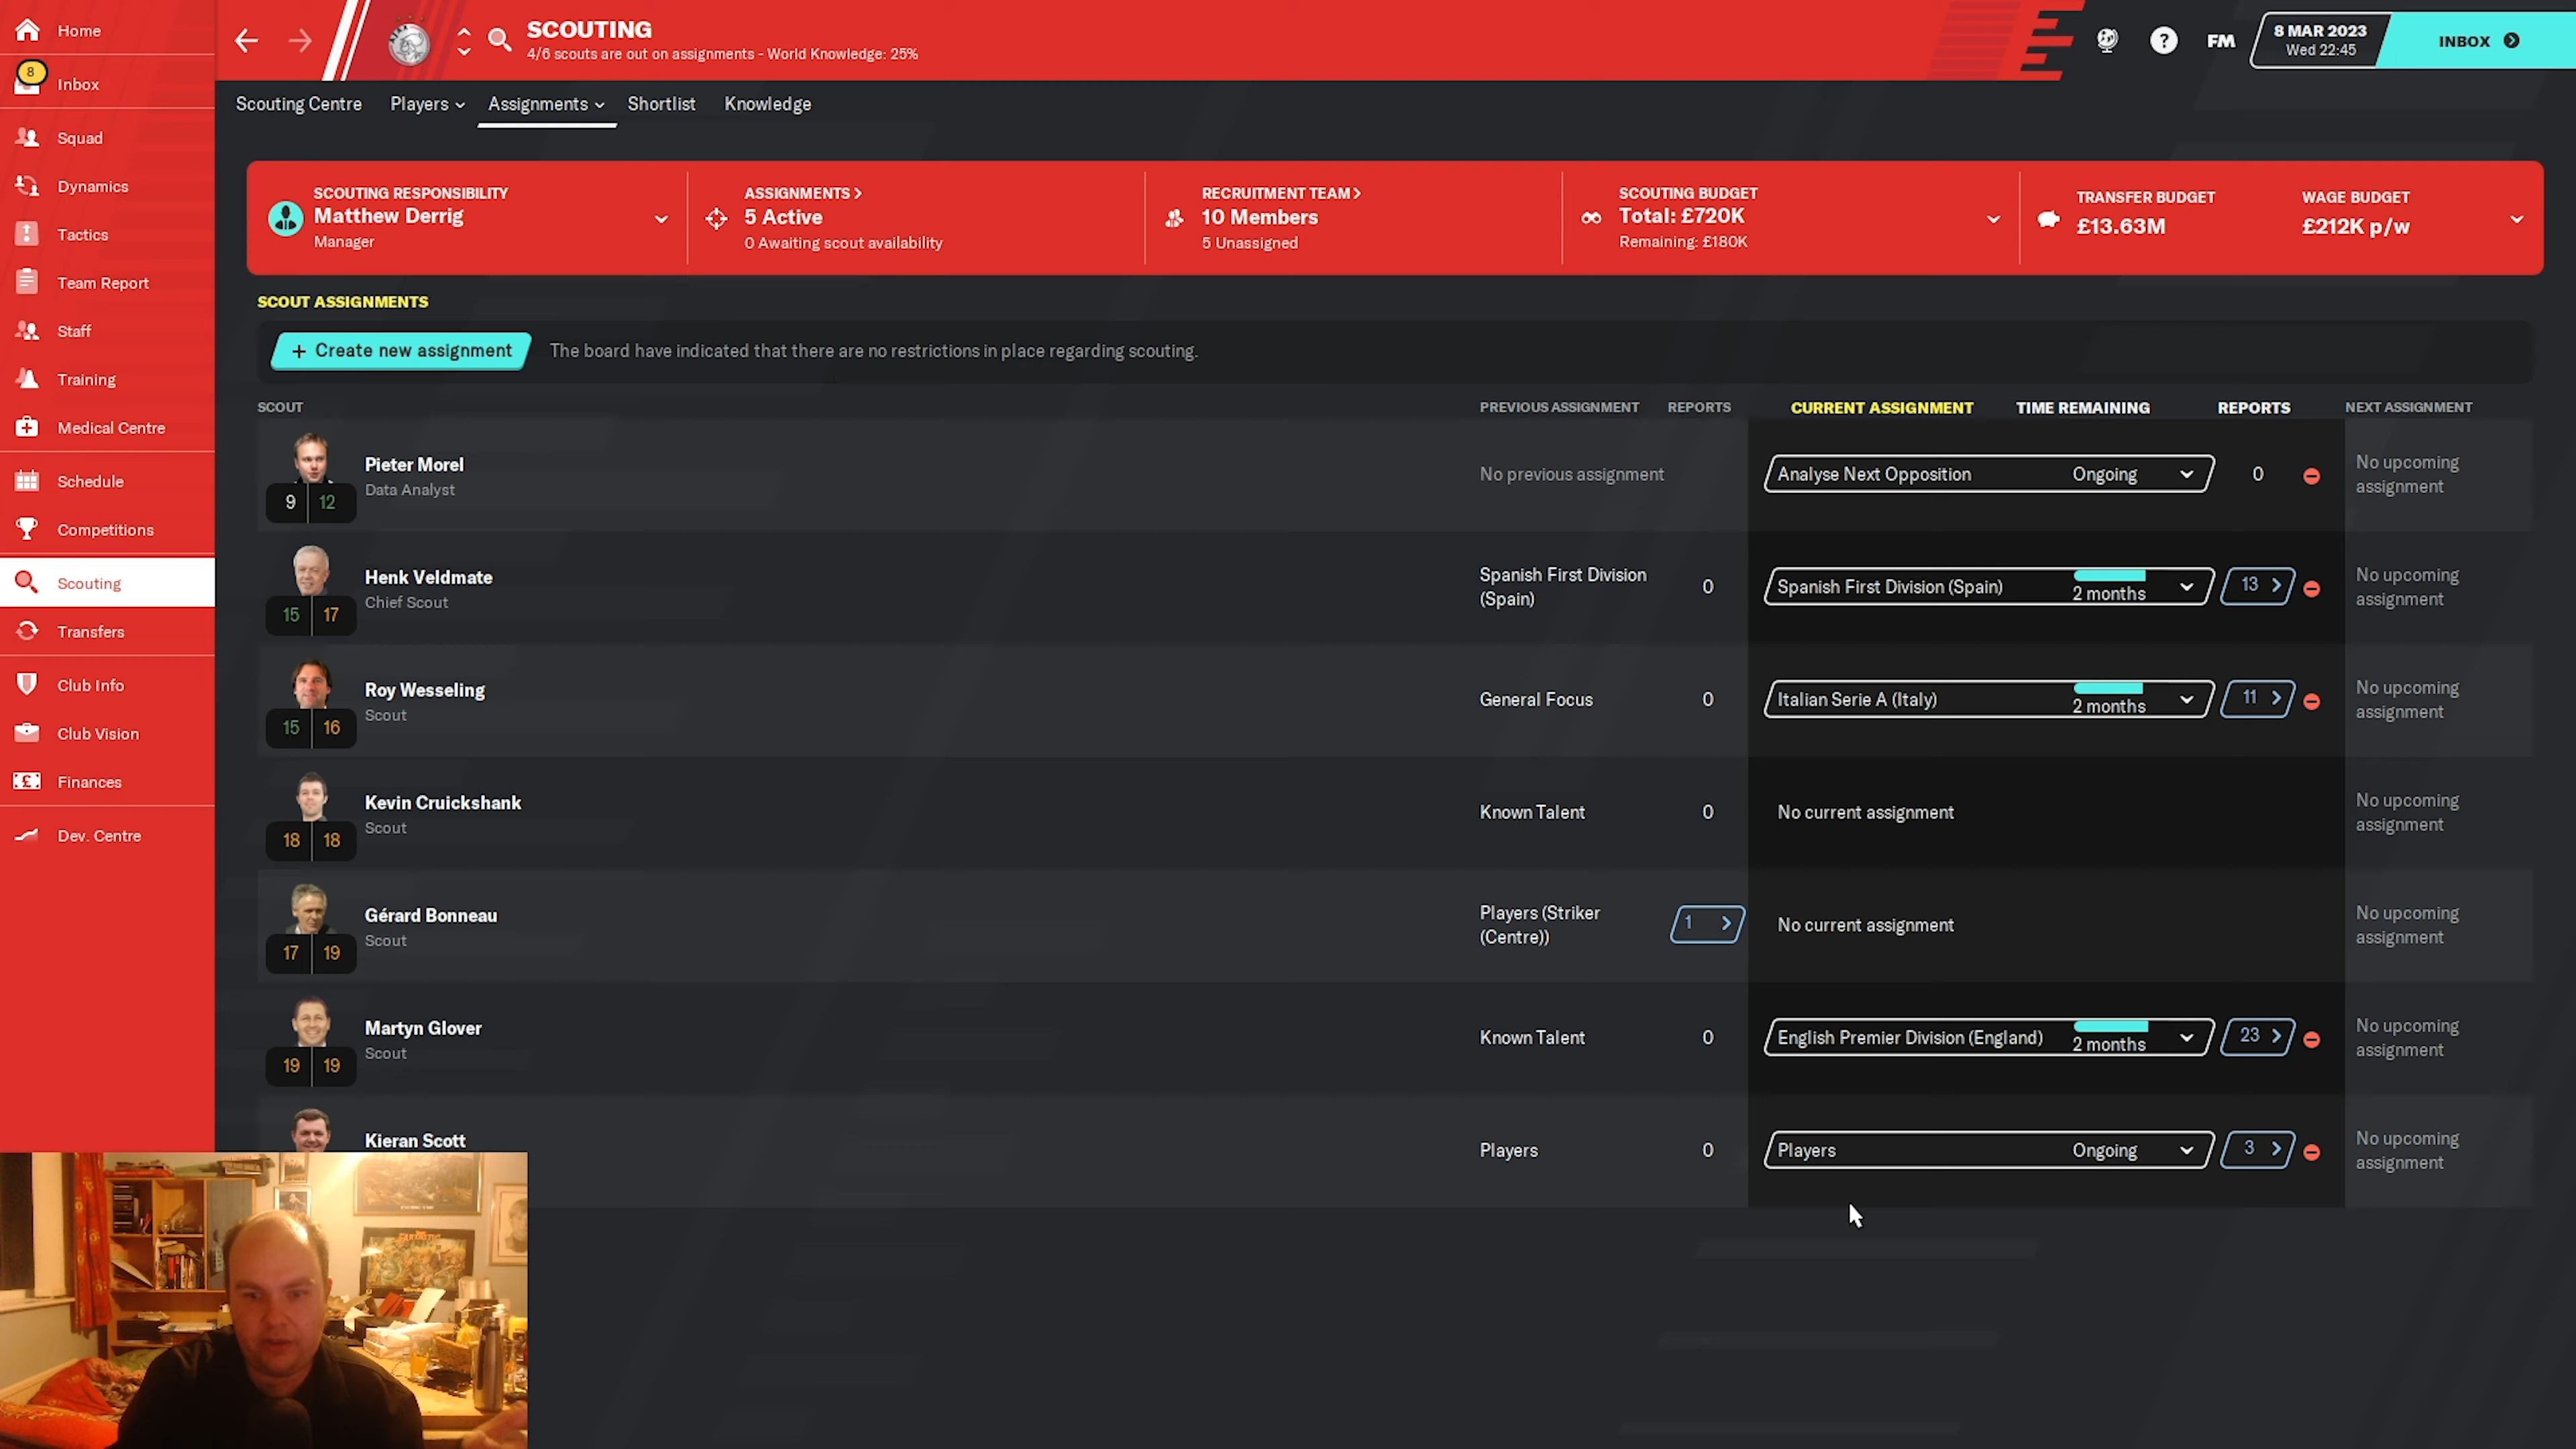 Home
8
Inbox
Squad
Dynamics
Tactics
Team Report
Staff
Training
Medical Centre
Schedule
Competitions
Scouting
Transfers
Club Info
Club Vision
Finances
Dev. Centre
SCOUTING
4/6 scouts are out on assignments - World Knowledge: 25%
?
FM
8 MAR 2023
Wed 22:45
INBOX
Scouting Centre Players Assignments Shortlist Knowledge
SCOUTING RESPONSIBILITY
Matthew Derrig
Manager
ASSIGNMENTS >
5 Active
0 Awaiting scout availability
RECRUITMENT TEAM >
10 Members
5 Unassigned
SCOUTING BUDGET
Total: £720K
Remaining: £180K
TRANSFER BUDGET
£13.63M
WAGE BUDGET
£212K p/w
SCOUT ASSIGNMENTS
+ Create new assignment
The board have indicated that there are no restrictions in place regarding scouting.
SCOUT PREVIOUS ASSIGNMENT REPORTS CURRENT ASSIGNMENT TIME REMAINING REPORTS NEXT ASSIGNMENT
Pieter Morel
Data Analyst
9 12
No previous assignment
Analyse Next Opposition Ongoing 0
No upcoming
assignment
Henk Veldmate
Chief Scout
15 17
Spanish First Division
(Spain)
0
Spanish First Division (Spain) 2 months 13 >
No upcoming
assignment
Roy Wesseling
Scout
15 16
General Focus 0
Italian Serie A (Italy) 2 months 11 >
No upcoming
assignment
Kevin Cruickshank
Scout
18 18
Known Talent 0
No current assignment
No upcoming
assignment
Gérard Bonneau
Scout
17 19
Players (Striker
(Centre))
1 >
No current assignment
No upcoming
assignment
Martyn Glover
Scout
19 19
Known Talent 0
English Premier Division (England) 2 months 23 >
No upcoming
assignment
Kieran Scott
Players 0
Players Ongoing 3 >
No upcoming
assignment